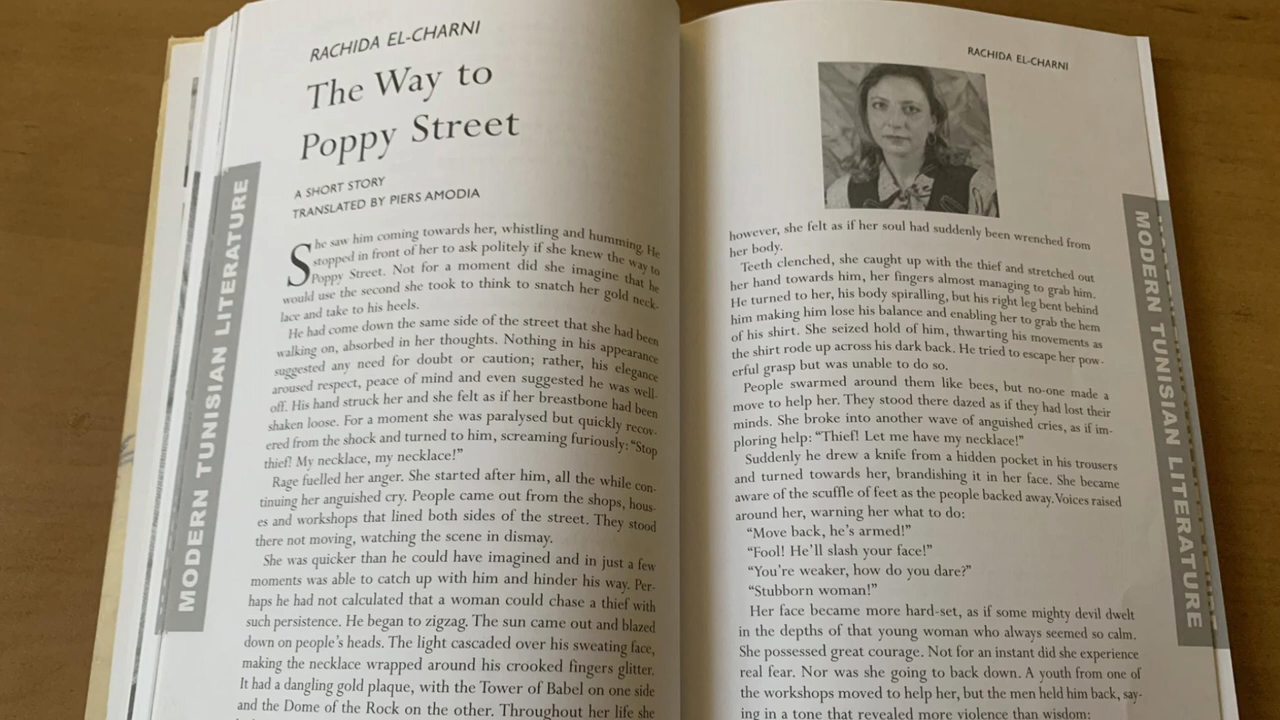 RACHIDA EL-CHARNI
The Way to
Poppy Street
A SHORT STORY
TRANSLATED BY PIERS AMODIA
MODERN TUNISIAN LITERATURE
She saw him coming towards her, whistling and humming. He
stopped in front of her to ask politely if she knew the way to
Poppy Street. Not for a moment did she imagine that he
would use the second she took to think to snatch her gold neck-
lace and take to his heels.
He had come down the same side of the street that she had been
walking on, absorbed in her thoughts. Nothing in his appearance
suggested any need for doubt or caution; rather, his elegance
aroused respect, peace of mind and even suggested he was well-
off. His hand struck her and she felt as if her breastbone had been
shaken loose. For a moment she was paralysed but quickly recov-
ered from the shock and turned to him, screaming furiously: “Stop
thief! My necklace, my necklace!”
Rage fuelled her anger. She started after him, all the while con-
tinuing her anguished cry. People came out from the shops, hous-
es and workshops that lined both sides of the street. They stood
there not moving, watching the scene in dismay.
She was quicker than he could have imagined and in just a few
moments was able to catch up with him and hinder his way. Per-
haps he had not calculated that a woman could chase a thief with
such persistence. He began to zigzag. The sun came out and blazed
down on people's heads. The light cascaded over his sweating face,
making the necklace wrapped around his crooked fingers glitter.
It had a dangling gold plaque, with the Tower of Babel on one side
and the Dome of the Rock on the other. Throughout her life she
RACHIDA EL-CHARNI
however, she felt as if her soul had suddenly been wrenched from
her body.
Teeth clenched, she caught up with the thief and stretched out
her hand towards him, her fingers almost managing to grab him.
He turned to her, his body spiralling, but his right leg bent behind
him making him lose his balance and enabling her to grab the hem
of his shirt. She seized hold of him, thwarting his movements as
the shirt rode up across his dark back. He tried to escape her pow-
erful grasp but was unable to do so.
People swarmed around them like bees, but no-one made a
move to help her. They stood there dazed as if they had lost their
minds. She broke into another wave of anguished cries, as if im-
ploring help: “Thief! Let me have my necklace!”
Suddenly he drew a knife from a hidden pocket in his trousers
and turned towards her, brandishing it in her face. She became
aware of the scuffle of feet as the people backed away. Voices raised
around her, warning her what to do:
“Move back, he's armed!”
“Fool! He'll slash your face!”
“You're weaker, how do you dare?”
“Stubborn woman!”
Her face became more hard-set, as if some mighty devil dwelt
in the depths of that young woman who always seemed so calm.
She possessed great courage. Not for an instant did she experience
real fear. Nor was she going to back down. A youth from one of
the workshops moved to help her, but the men held him back, say-
ing in a tone that revealed more violence than wisdom:
MODERN TUNISIAN LITERATURE